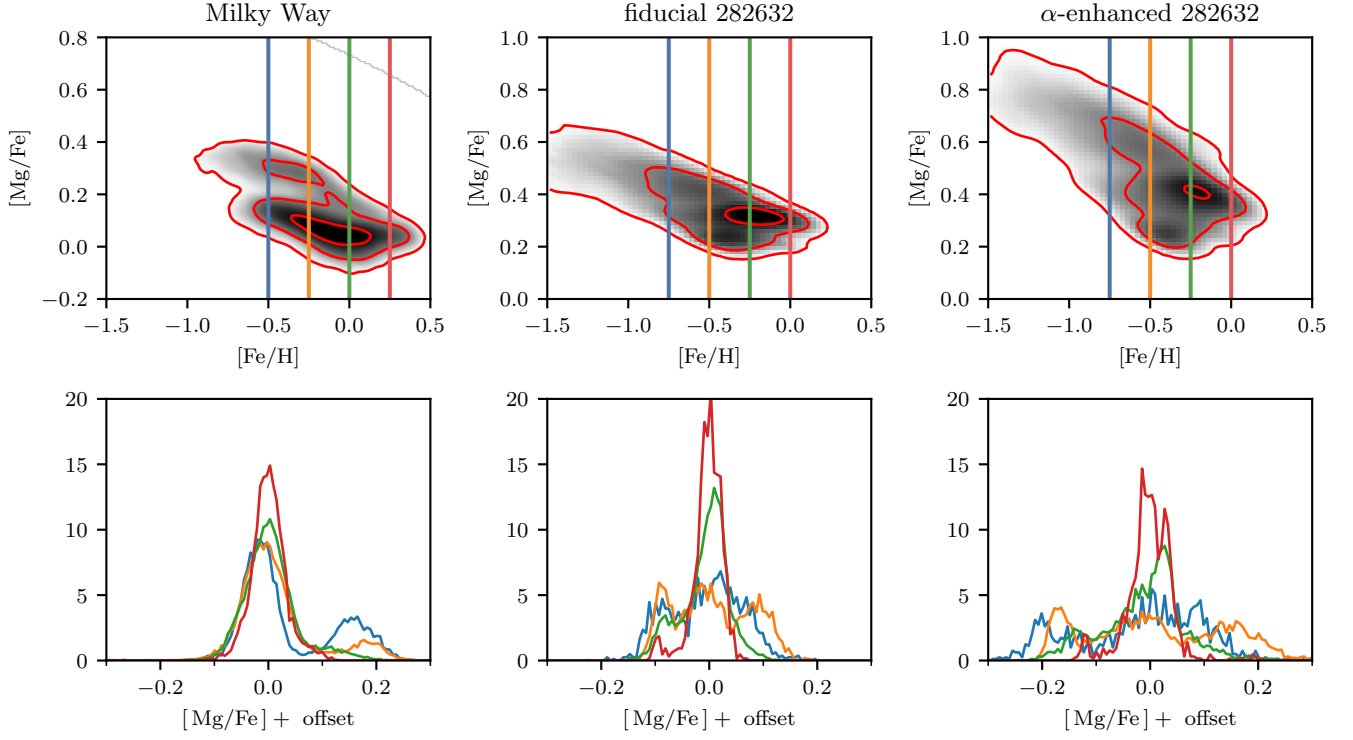 Milky Way
fiducial 282632
α-enhanced 282632
0.8
0.6
0.4
0.2
0.0
−0.2
[Mg/Fe]
−1.5 −1.0 −0.5 0.0 0.5
[Fe/H]
1.0
0.8
0.6
0.4
0.2
0.0
[Mg/Fe]
−1.5 −1.0 −0.5 0.0 0.5
[Fe/H]
1.0
0.8
0.6
0.4
0.2
0.0
[Mg/Fe]
−1.5 −1.0 −0.5 0.0 0.5
[Fe/H]
20
15
10
5
0
−0.2 0.0 0.2
[Mg/Fe] + offset
20
15
10
5
0
−0.2 0.0 0.2
[Mg/Fe] + offset
20
15
10
5
0
−0.2 0.0 0.2
[Mg/Fe] + offset